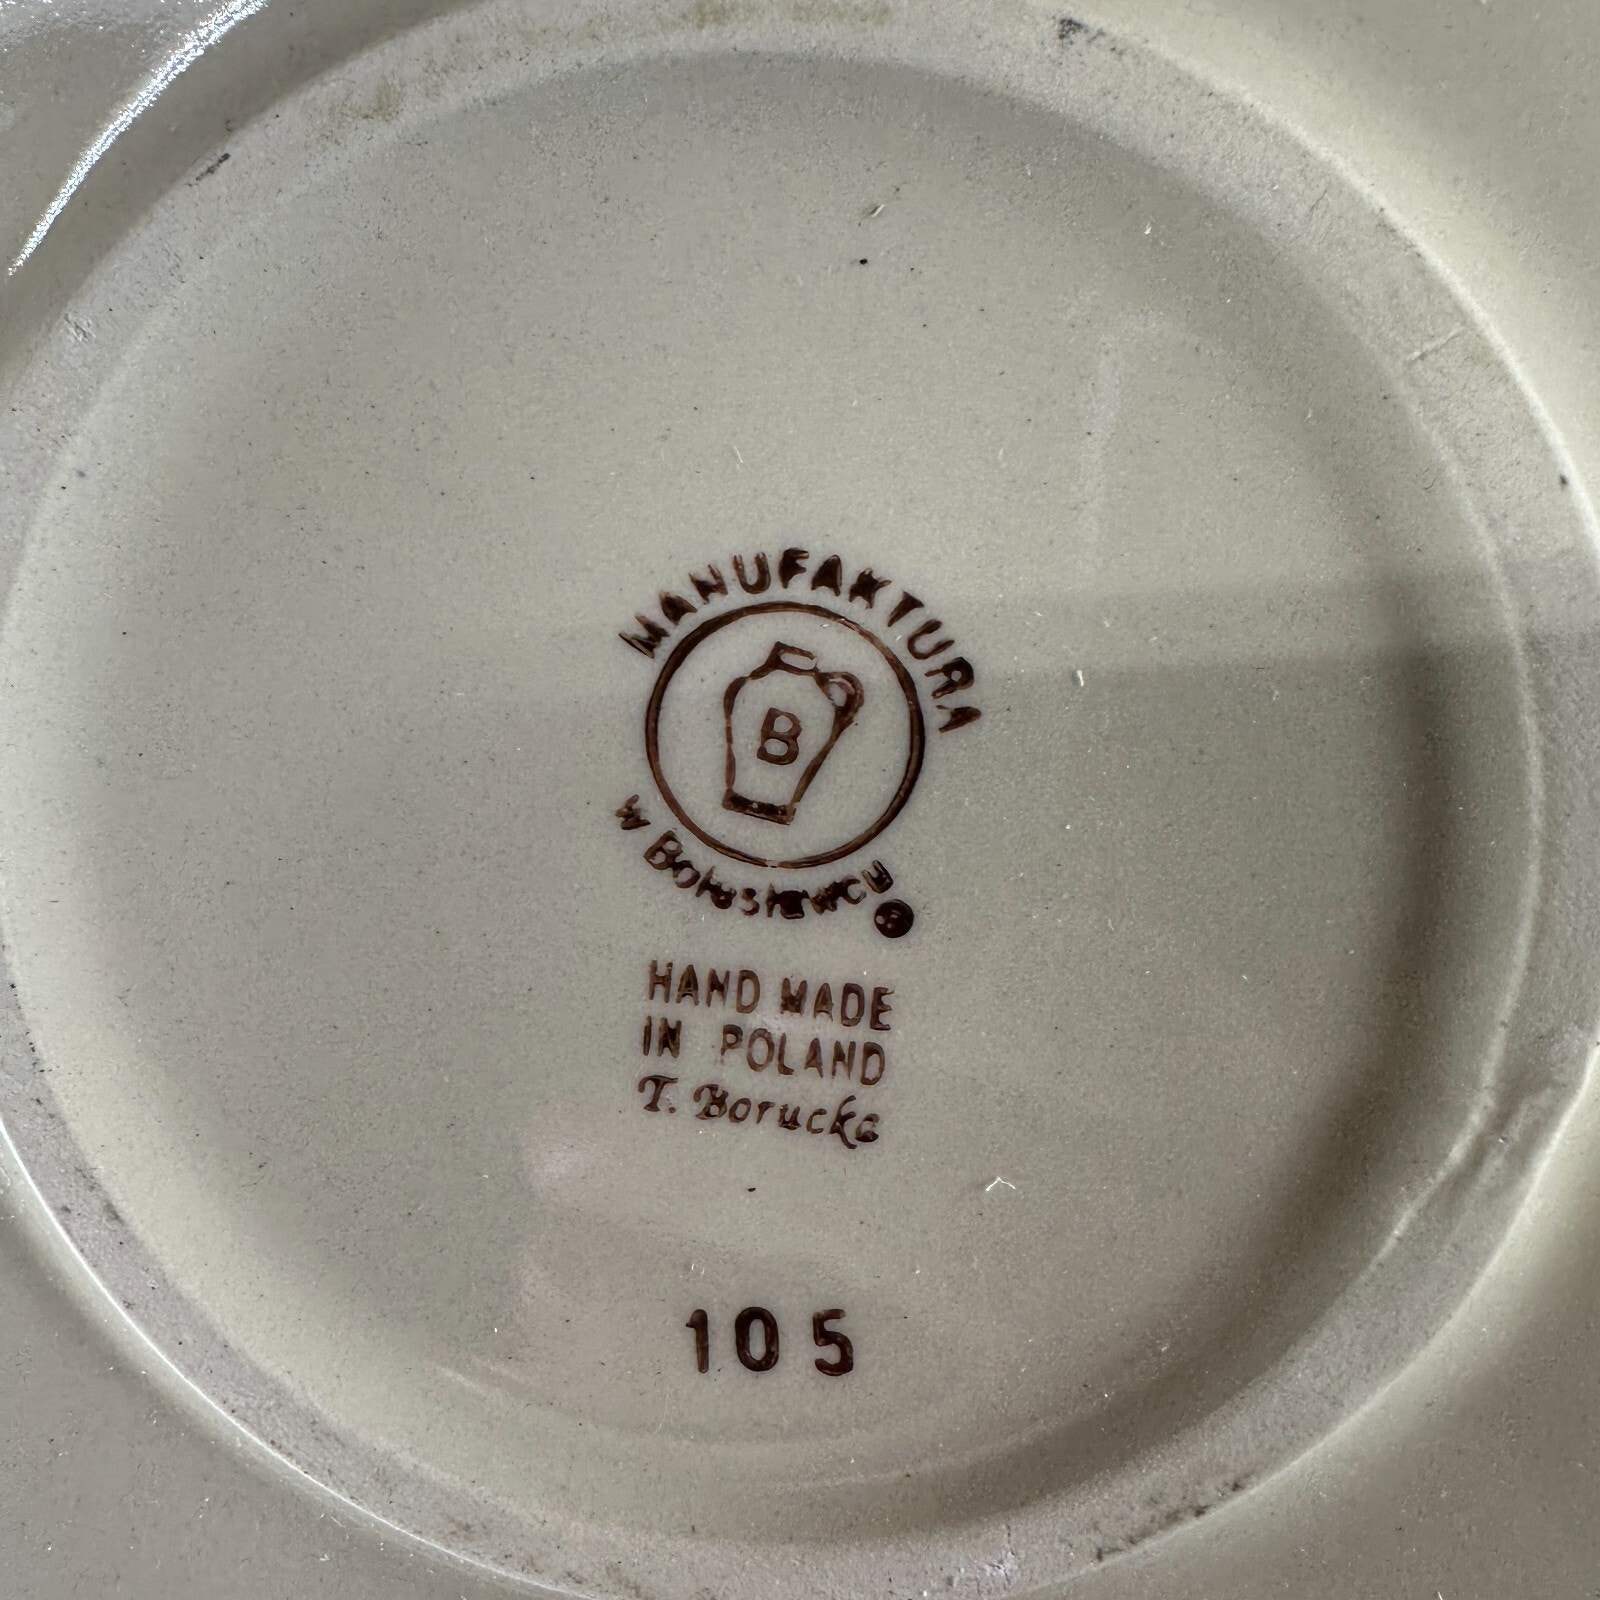 MANUFAKTURA
B
w Bolesławcu ®
HAND MADE
IN POLAND
T. Borucka
105